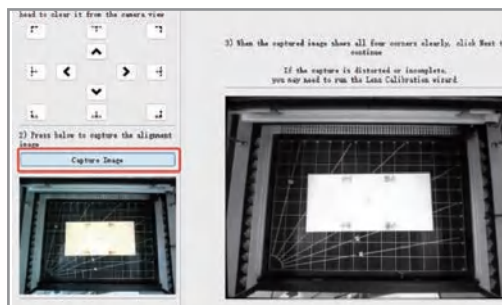 head to clear it from the camera view
2) Press below to capture the alignment
image
Capture Image
3) When the captured image shows all four corners clearly, click Next t
continue
If the capture is distorted or incomplete,
you may need to run the Lens Calibration wizard